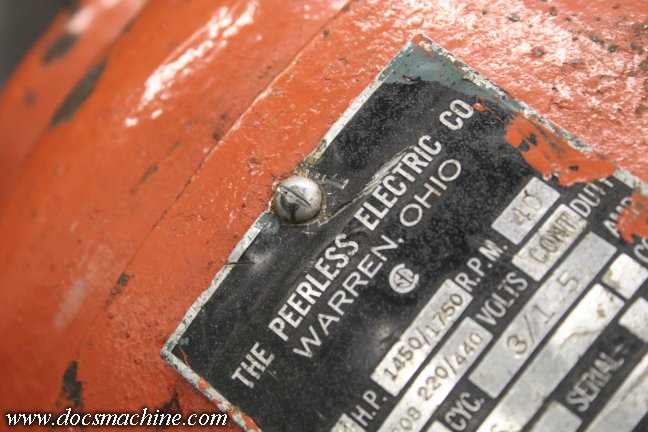 THE PEERLESS ELECTRIC CO.
WARREN, OHIO
H.P. 1450/1750 R.P.M. 40
208 220/440 VOLTS CONT DUTY
CYC. 3/1.5
SERIAL
www.docsmachine.com